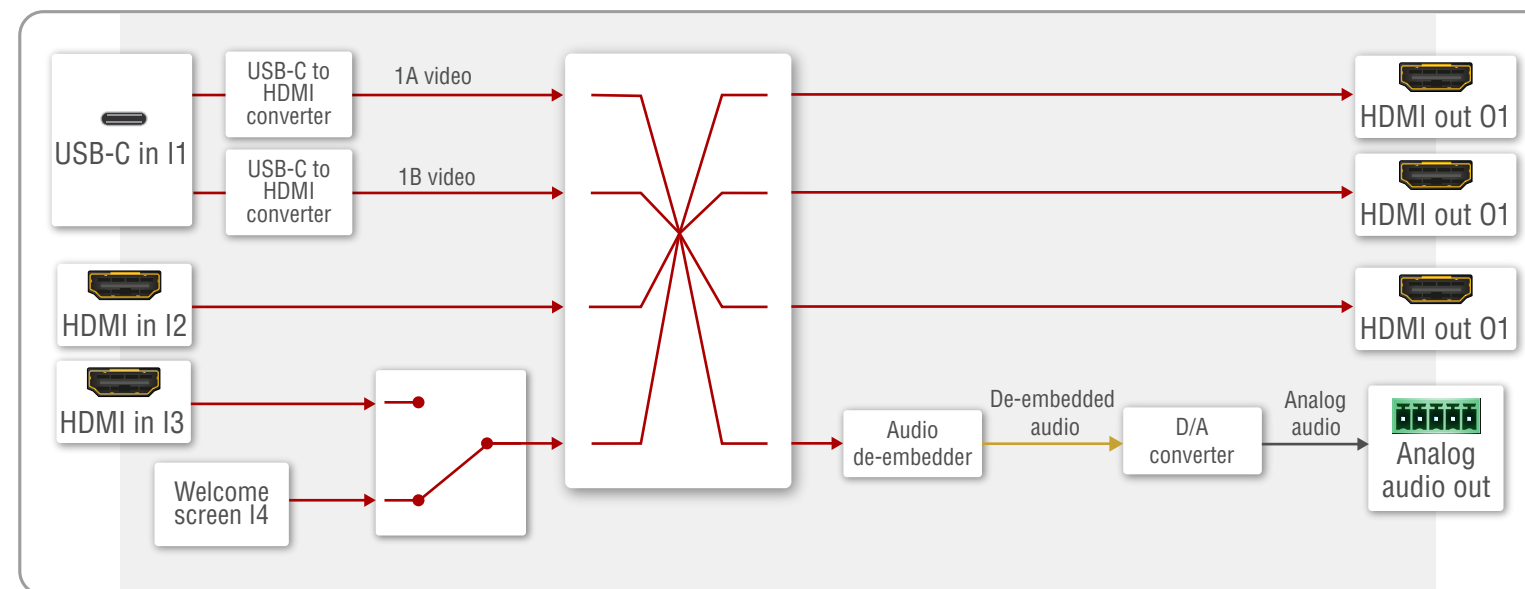 USB-C in I1
USB-C to
HDMI
converter
1A video
USB-C to
HDMI
converter
1B video
HDMI in I2
HDMI in I3
Welcome
screen I4
HDMI out O1
HDMI out O1
HDMI out O1
Audio
de-embedder
De-embedded
audio
D/A
converter
Analog
audio
Analog
audio out